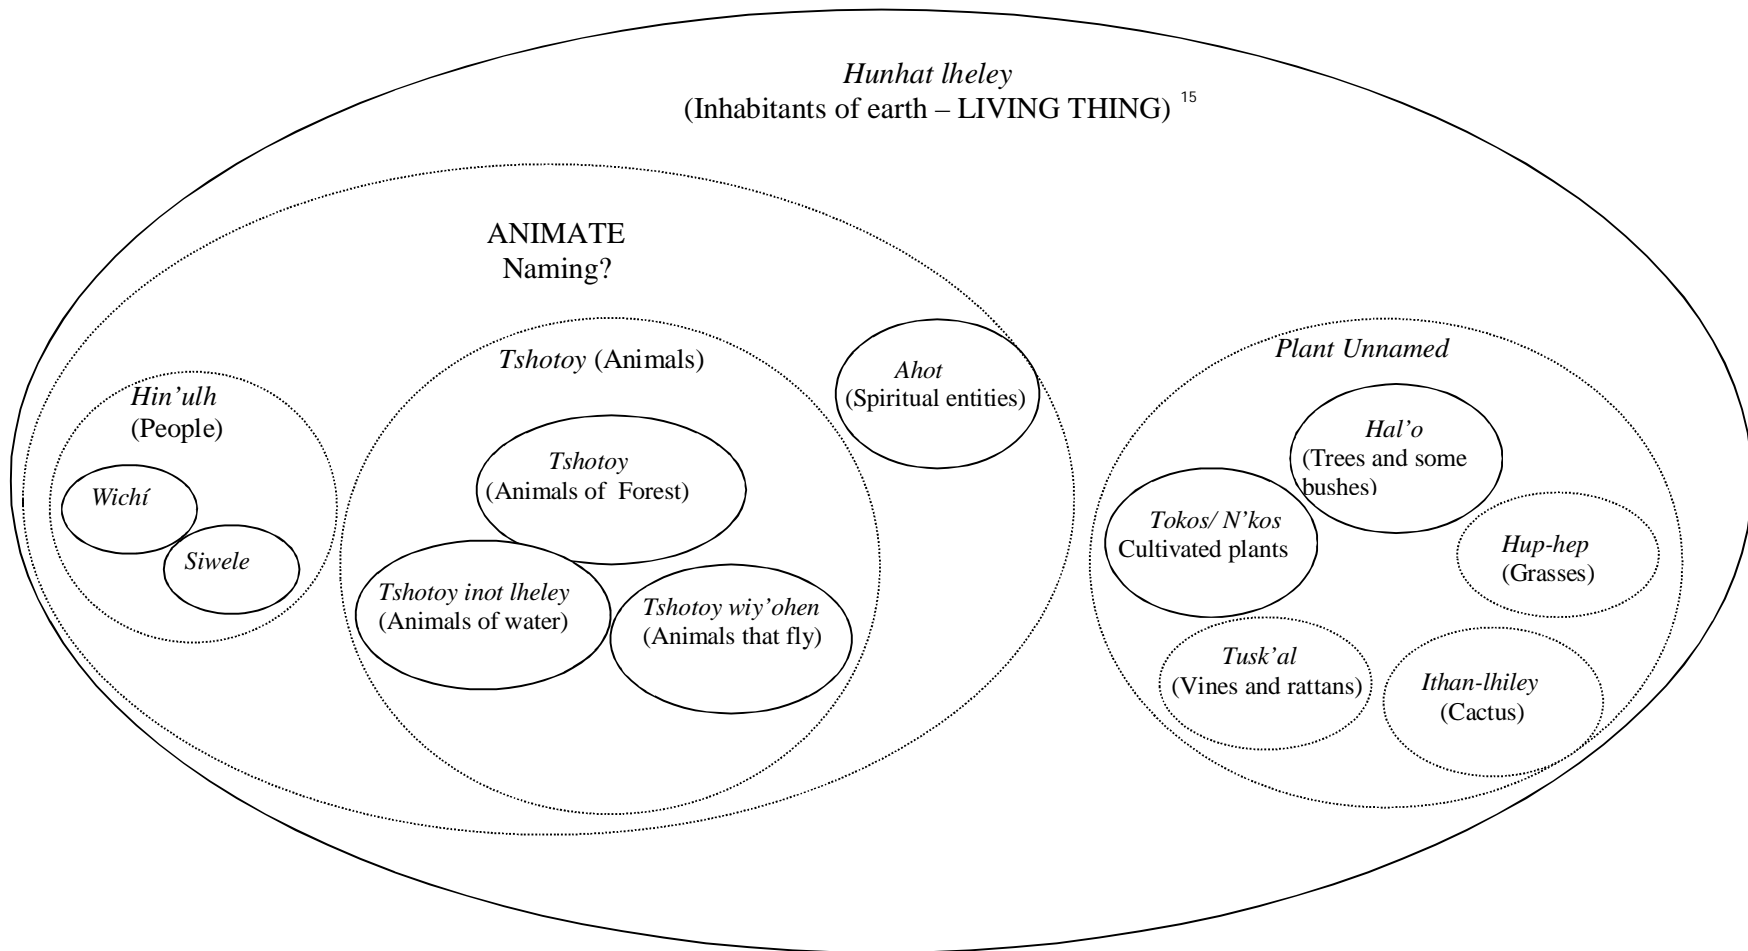 Hunhat lheley
(Inhabitants of earth – LIVING THING) 15
ANIMATE
Naming?
Hin’ulh
(People)
Wichí
Siwele
Tshotoy (Animals)
Tshotoy
(Animals of Forest)
Tshotoy inot lheley
(Animals of water)
Tshotoy wiy’ohen
(Animals that fly)
Ahot
(Spiritual entities)
Plant Unnamed
Hal’o
(Trees and some
bushes)
Tokos/ N’kos
Cultivated plants
Hup-hep
(Grasses)
Tusk’al
(Vines and rattans)
Ithan-lhiley
(Cactus)